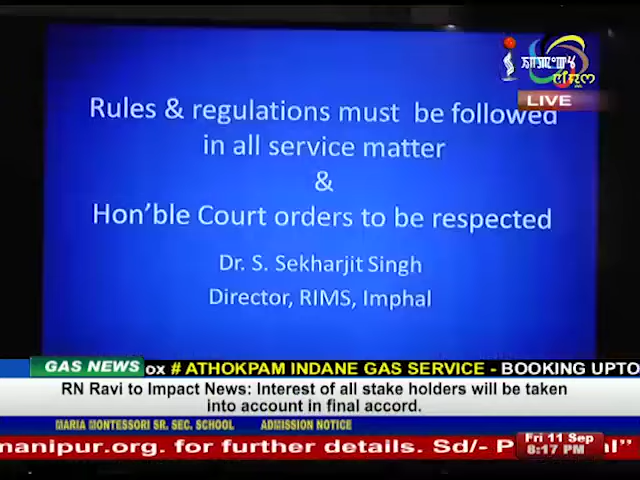 Rules & regulations must be followed
in all service matter
&
Hon'ble Court orders to be respected
Dr. S. Sekharjit Singh
Director, RIMS, Imphal
LIVE
GAS NEWS
ox # ATHOKPAM INDANE GAS SERVICE - BOOKING UPTO
RN Ravi to Impact News: Interest of all stake holders will be taken
into account in final accord.
MARIA MONTESSORI SR. SEC. SCHOOL ADMISSION NOTICE
manipur.org. for further details. Sd/- P
Fri 11 Sep
8:17 PM